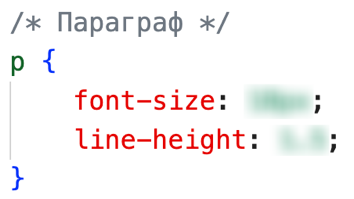 /* Параграф */
p {
font-size: ;
line-height: ;
}